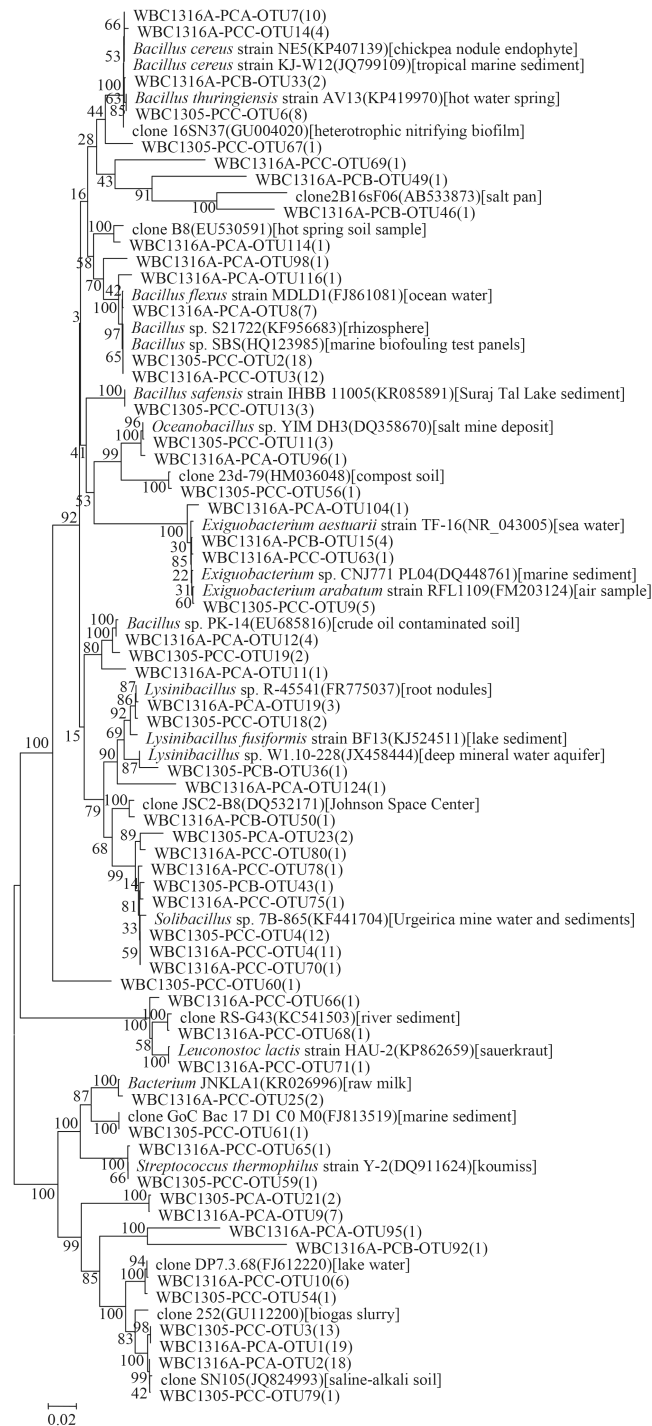 WBC1316A-PCA-OTU7(10)
66
WBC1316A-PCC-OTU14(4)
Bacillus cereus strain NE5(KP407139)[chickpea nodule endophyte]
53
Bacillus cereus strain KJ-W12(JQ799109)[tropical marine sediment]
WBC1316A-PCB-OTU33(2)
100
63
Bacillus thuringiensis strain AV13(KP419970)[hot water spring]
44
85
WBC1305-PCC-OTU6(8)
clone 16SN37(GU004020)[heterotrophic nitrifying biofilm]
28
WBC1305-PCC-OTU67(1)
WBC1316A-PCC-OTU69(1)
43
WBC1316A-PCB-OTU49(1)
16
91
clone2B16sF06(AB533873)[salt pan]
100
WBC1316A-PCB-OTU46(1)
100
clone B8(EU530591)[hot spring soil sample]
WBC1316A-PCA-OTU114(1)
58
WBC1316A-PCA-OTU98(1)
70
WBC1316A-PCA-OTU116(1)
42
Bacillus flexus strain MDLD1(FJ861081)[ocean water]
100
WBC1316A-PCA-OTU8(7)
3
Bacillus sp. S21722(KF956683)[rhizosphere]
97
Bacillus sp. SBS(HQ123985)[marine biofouling test panels]
65
WBC1305-PCC-OTU2(18)
WBC1316A-PCA-OTU3(12)
100
Bacillus safensis strain IHBB 11005(KR085891)[Suraj Tal Lake sediment]
WBC1305-PCC-OTU13(3)
96
Oceanobacillus sp. YIM DH3(DQ358670)[salt mine deposit]
100
WBC1305-PCC-OTU11(3)
41
99
WBC1316A-PCA-OTU96(1)
clone 23d-79(HM036048)[compost soil]
100
WBC1305-PCC-OTU56(1)
53
WBC1316A-PCA-OTU104(1)
92
100
Exiguobacterium aestuarii strain TF-16(NR_043005)[sea water]
30
WBC1316A-PCB-OTU15(4)
85
WBC1316A-PCC-OTU63(1)
22
Exiguobacterium sp. CNJ771 PL04(DQ448761)[marine sediment]
31
Exiguobacterium arabatum strain RFL1109(FM203124)[air sample]
60
WBC1305-PCC-OTU9(5)
100
Bacillus sp. PK-14(EU685816)[crude oil contaminated soil]
100
WBC1316A-PCA-OTU12(4)
80
WBC1305-PCC-OTU19(2)
WBC1316A-PCA-OTU11(1)
87
Lysinibacillus sp. R-45541(FR775037)[root nodules]
86
WBC1316A-PCA-OTU19(3)
92
WBC1305-PCC-OTU18(2)
69
Lysinibacillus fusiformis strain BF13(KJ524511)[lake sediment]
15
100
90
Lysinibacillus sp. W1.10-228(JX458444)[deep mineral water aquifer]
87
WBC1305-PCB-OTU36(1)
WBC1316A-PCA-OTU124(1)
79
100
clone JSC2-B8(DQ532171)[Johnson Space Center]
WBC1316A-PCB-OTU50(1)
89
WBC1305-PCA-OTU23(2)
68
WBC1316A-PCC-OTU80(1)
99
WBC1316A-PCC-OTU78(1)
14
WBC1305-PCB-OTU43(1)
81
WBC1316A-PCC-OTU75(1)
Solibacillus sp. 7B-865(KF441704)[Urgeirica mine water and sediments]
33
WBC1305-PCC-OTU4(12)
59
WBC1316A-PCC-OTU4(11)
WBC1316A-PCA-OTU70(1)
WBC1305-PCC-OTU60(1)
WBC1316A-PCC-OTU66(1)
100
clone RS-G43(KC541503)[river sediment]
100
WBC1316A-PCC-OTU68(1)
58
Leuconostoc lactis strain HAU-2(KP862659)[sauerkraut]
100
WBC1316A-PCC-OTU71(1)
100
Bacterium JNKLA1(KR026996)[raw milk]
87
WBC1316A-PCC-OTU25(2)
clone GoC Bac 17 D1 C0 M0(FJ813519)[marine sediment]
100
100
WBC1305-PCC-OTU61(1)
WBC1316A-PCC-OTU65(1)
100
Streptococcus thermophilus strain Y-2(DQ911624)[koumiss]
66
WBC1305-PCC-OTU59(1)
100
100
WBC1305-PCA-OTU21(2)
WBC1316A-PCA-OTU9(7)
100
WBC1316A-PCA-OTU95(1)
99
WBC1316A-PCB-OTU92(1)
94
clone DP7.3.68(FJ612220)[lake water]
85
100
WBC1316A-PCC-OTU10(6)
WBC1305-PCC-OTU54(1)
100
clone 252(GU112200)[biogas slurry]
98
WBC1305-PCC-OTU3(13)
83
WBC1316A-PCA-OTU1(19)
100
WBC1316A-PCA-OTU2(18)
99
clone SN105(JQ824993)[saline-alkali soil]
42
WBC1305-PCC-OTU79(1)
0.02